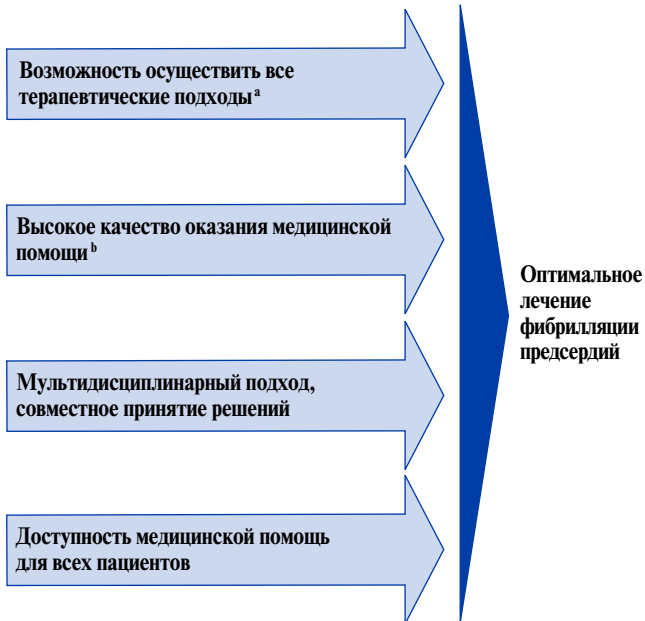 Возможность осуществить все
терапевтические подходы a
Высокое качество оказания медицинской
помощи b
Мультидисциплинарный подход,
совместное принятие решений
Доступность медицинской помощь
для всех пациентов
Оптимальное
лечение
фибрилляции
предсердий